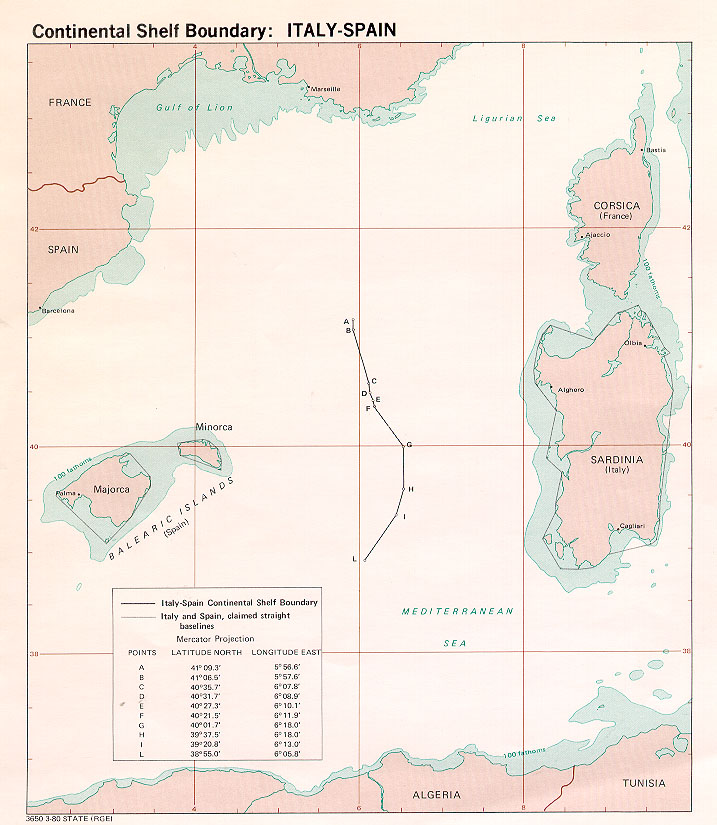 Continental Shelf Boundary: ITALY-SPAIN
4
6
8
Marseille
FRANCE
Gulf of Lion
Ligurian Sea
Bastia
CORSICA
(France)
42
42
Ajaccio
SPAIN
100 fathoms
Barcelona
A
B
Olbia
C
D
Alghero
E
F
Minorca
40
G
40
100 fathoms
SARDINIA
(Italy)
Palma
Majorca
H
BALEARIC ISLANDS
(Spain)
I
Cagliari
L
Italy-Spain Continental Shelf Boundary
Italy and Spain, claimed straight
baselines
Mercator Projection
MEDITERRANEAN
SEA
POINTS LATITUDE NORTH LONGITUDE EAST
38
38
A 41°09.3' 5°56.6'
B 41°06.5' 5°57.6'
C 40°35.7' 6°07.8'
D 40°31.7' 6°08.9'
E 40°27.3' 6°10.1'
F 40°21.5' 6°11.9'
G 40°01.7' 6°18.0'
H 39°37.5' 6°18.0'
I 39°20.8' 6°13.0'
L 38°55.0' 6°05.8'
100 fathoms
TUNISIA
ALGERIA
4
6
8
3650 3-80 STATE (RGE)